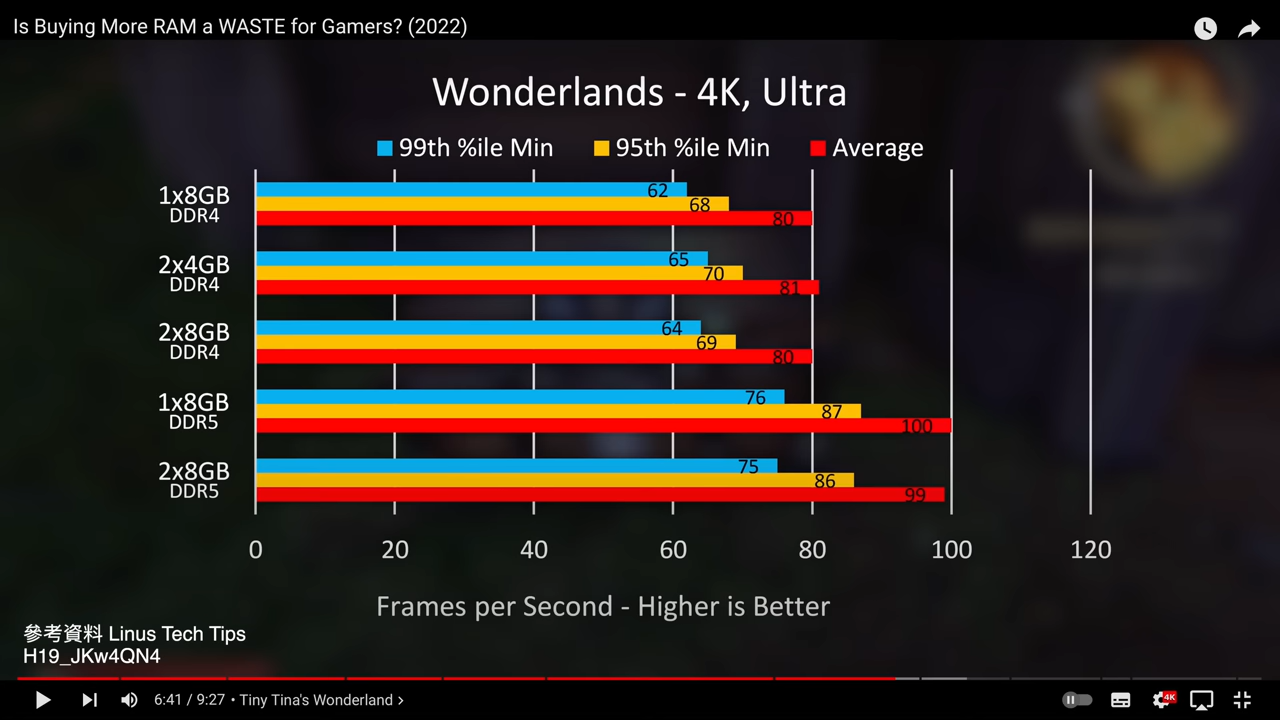 Is Buying More RAM a WASTE for Gamers? (2022)
Wonderlands - 4K, Ultra
99th %ile Min 95th %ile Min Average
1x8GB
DDR4
62
68
80
2x4GB
DDR4
65
70
81
2x8GB
DDR4
64
69
80
1x8GB
DDR5
76
87
100
2x8GB
DDR5
75
86
99
0 20 40 60 80 100 120
Frames per Second - Higher is Better
參考資料 Linus Tech Tips
H19_JKw4QN4
6:41 / 9:27 • Tiny Tina's Wonderland >
4K